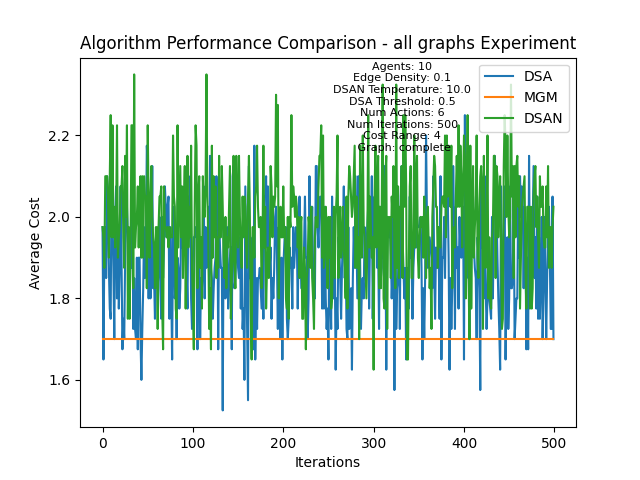 Algorithm Performance Comparison - all graphs Experiment
Agents: 10
Edge Density: 0.1
DSAN Temperature: 10.0
DSA Threshold: 0.5
Num Actions: 6
Num Iterations: 500
Cost Range: 4
Graph: complete
DSA
MGM
DSAN
Average Cost
2.2
2.0
1.8
1.6
0
100
200
300
400
500
Iterations